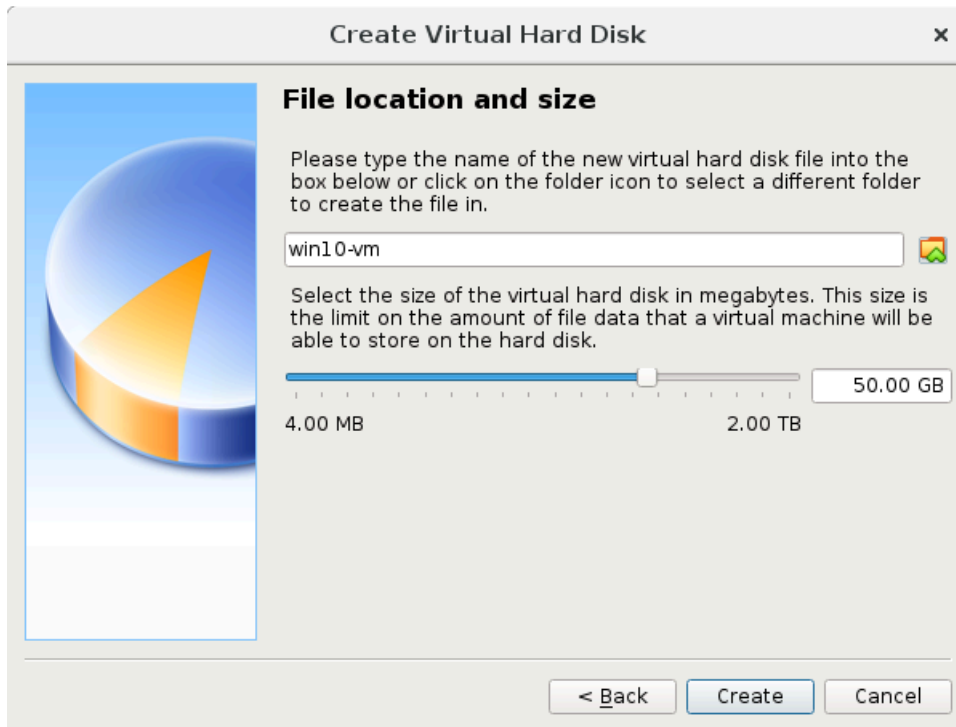 Create Virtual Hard Disk
×
File location and size
Please type the name of the new virtual hard disk file into the
box below or click on the folder icon to select a different folder
to create the file in.
win10-vm
Select the size of the virtual hard disk in megabytes. This size is
the limit on the amount of file data that a virtual machine will be
able to store on the hard disk.
50.00 GB
4.00 MB 2.00 TB
< Back Create Cancel